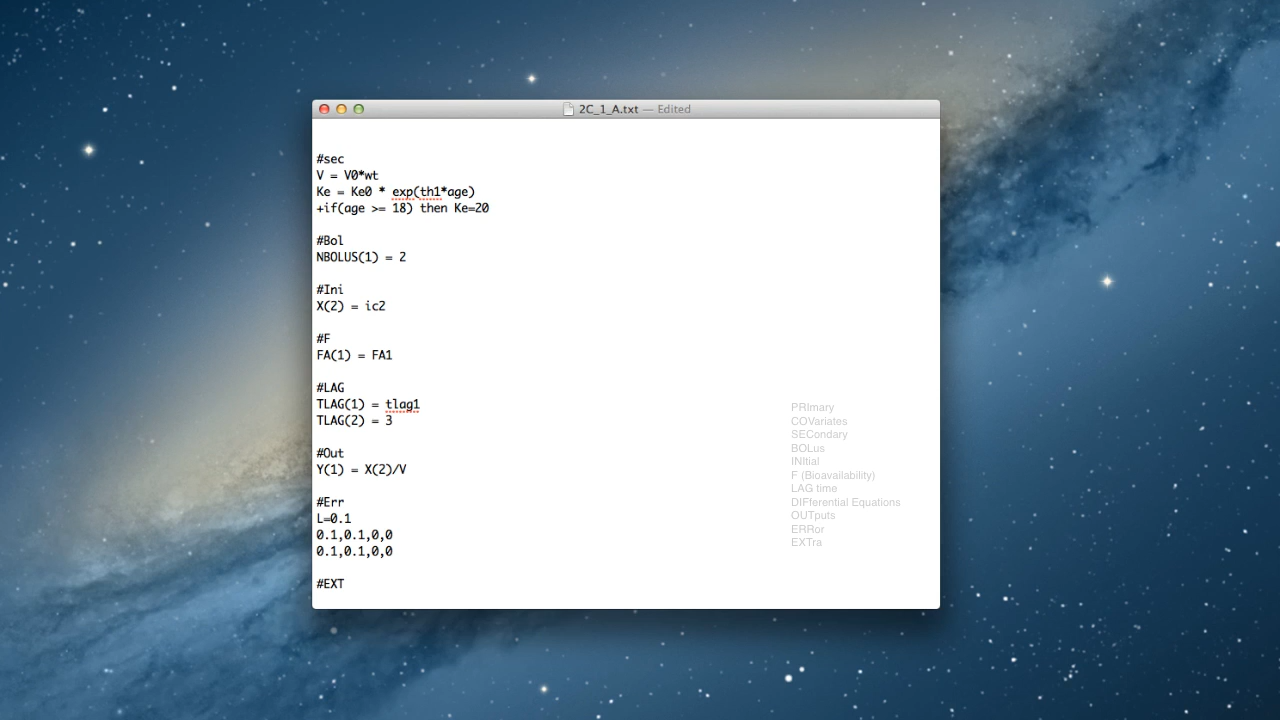 2C_1_A.txt — Edited
#sec
V = V0*wt
Ke = Ke0 * exp(th1*age)
+if(age >= 18) then Ke=20
#Bol
NBOLUS(1) = 2
#Ini
X(2) = ic2
#F
FA(1) = FA1
#LAG
TLAG(1) = tlag1
TLAG(2) = 3
#Out
Y(1) = X(2)/V
#Err
L=0.1
0.1,0.1,0,0
0.1,0.1,0,0
#EXT
PRImary
COVariates
SECondary
BOLus
INItial
F (Bioavailability)
LAG time
DIFferential Equations
OUTputs
ERRor
EXTra